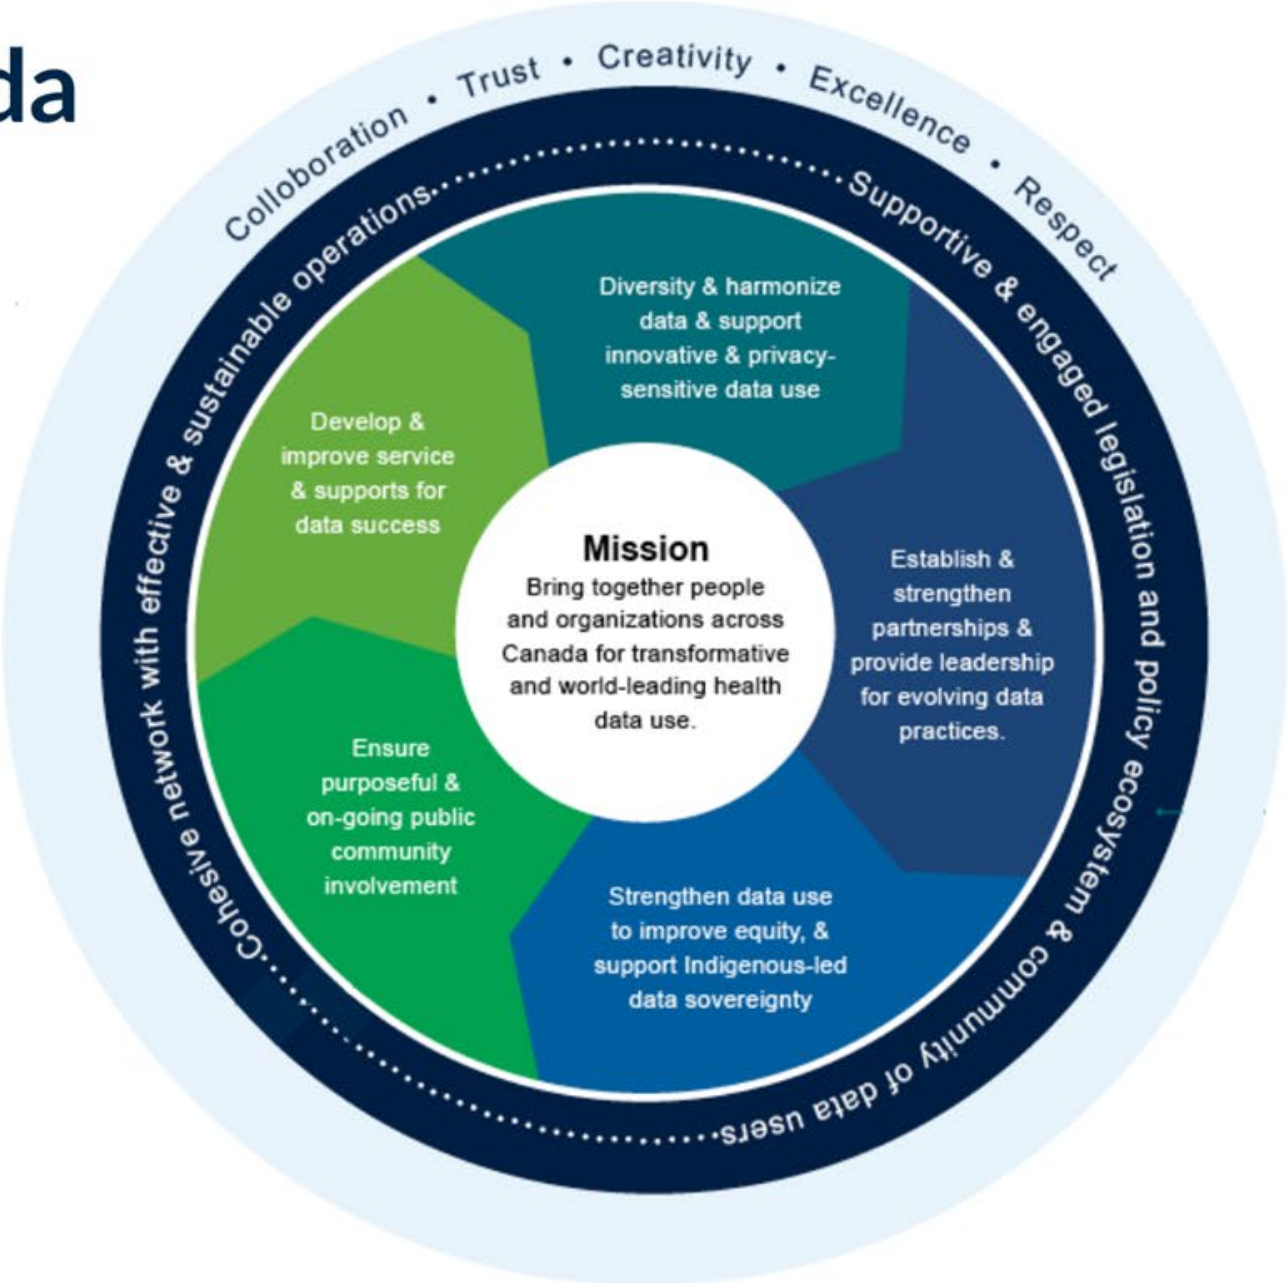 da
Colloboration • Trust • Creativity • Excellence • Respect
Cohesive network with effective & sustainable operations
Supportive & engaged legislation and policy ecosystem & community of data users
Diversity & harmonize
data & support
innovative & privacy-
sensitive data use
Develop &
improve service
& supports for
data success
Mission
Bring together people
and organizations across
Canada for transformative
and world-leading health
data use.
Establish &
strengthen
partnerships &
provide leadership
for evolving data
practices.
Ensure
purposeful &
on-going public
community
involvement
Strengthen data use
to improve equity, &
support Indigenous-led
data sovereignty